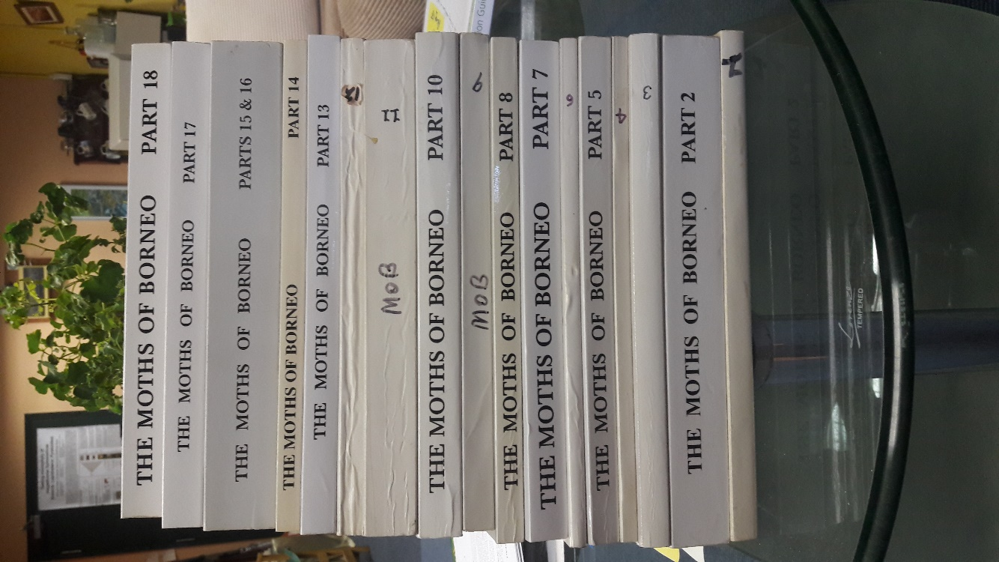 THE MOTHS OF BORNEO PART 18
THE MOTHS OF BORNEO PART 17
THE MOTHS OF BORNEO PARTS 15 & 16
THE MOTHS OF BORNEO PART 14
THE MOTHS OF BORNEO PART 13
MOB 11
THE MOTHS OF BORNEO PART 10
MOB 9
THE MOTHS OF BORNEO PART 8
THE MOTHS OF BORNEO PART 7
6
THE MOTHS OF BORNEO PART 5
4
3
THE MOTHS OF BORNEO PART 2
1
TEMPERED